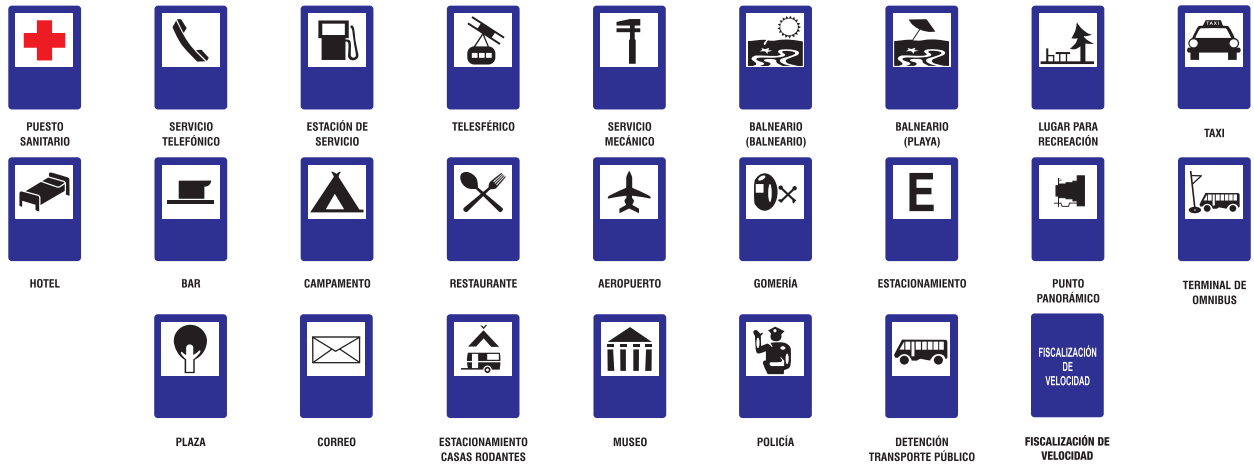 TAXI
PUESTO
SANITARIO
SERVICIO
TELEFÓNICO
ESTACIÓN DE
SERVICIO
TELESFÉRICO
SERVICIO
MECÁNICO
BALNEARIO
(BALNEARIO)
BALNEARIO
(PLAYA)
LUGAR PARA
RECREACIÓN
TAXI
E
HOTEL
BAR
CAMPAMENTO
RESTAURANTE
AEROPUERTO
GOMERÍA
ESTACIONAMIENTO
PUNTO
PANORÁMICO
TERMINAL DE
OMNIBUS
FISCALIZACIÓN
DE
VELOCIDAD
PLAZA
CORREO
ESTACIONAMIENTO
CASAS RODANTES
MUSEO
POLICÍA
DETENCIÓN
TRANSPORTE PÚBLICO
FISCALIZACIÓN DE
VELOCIDAD